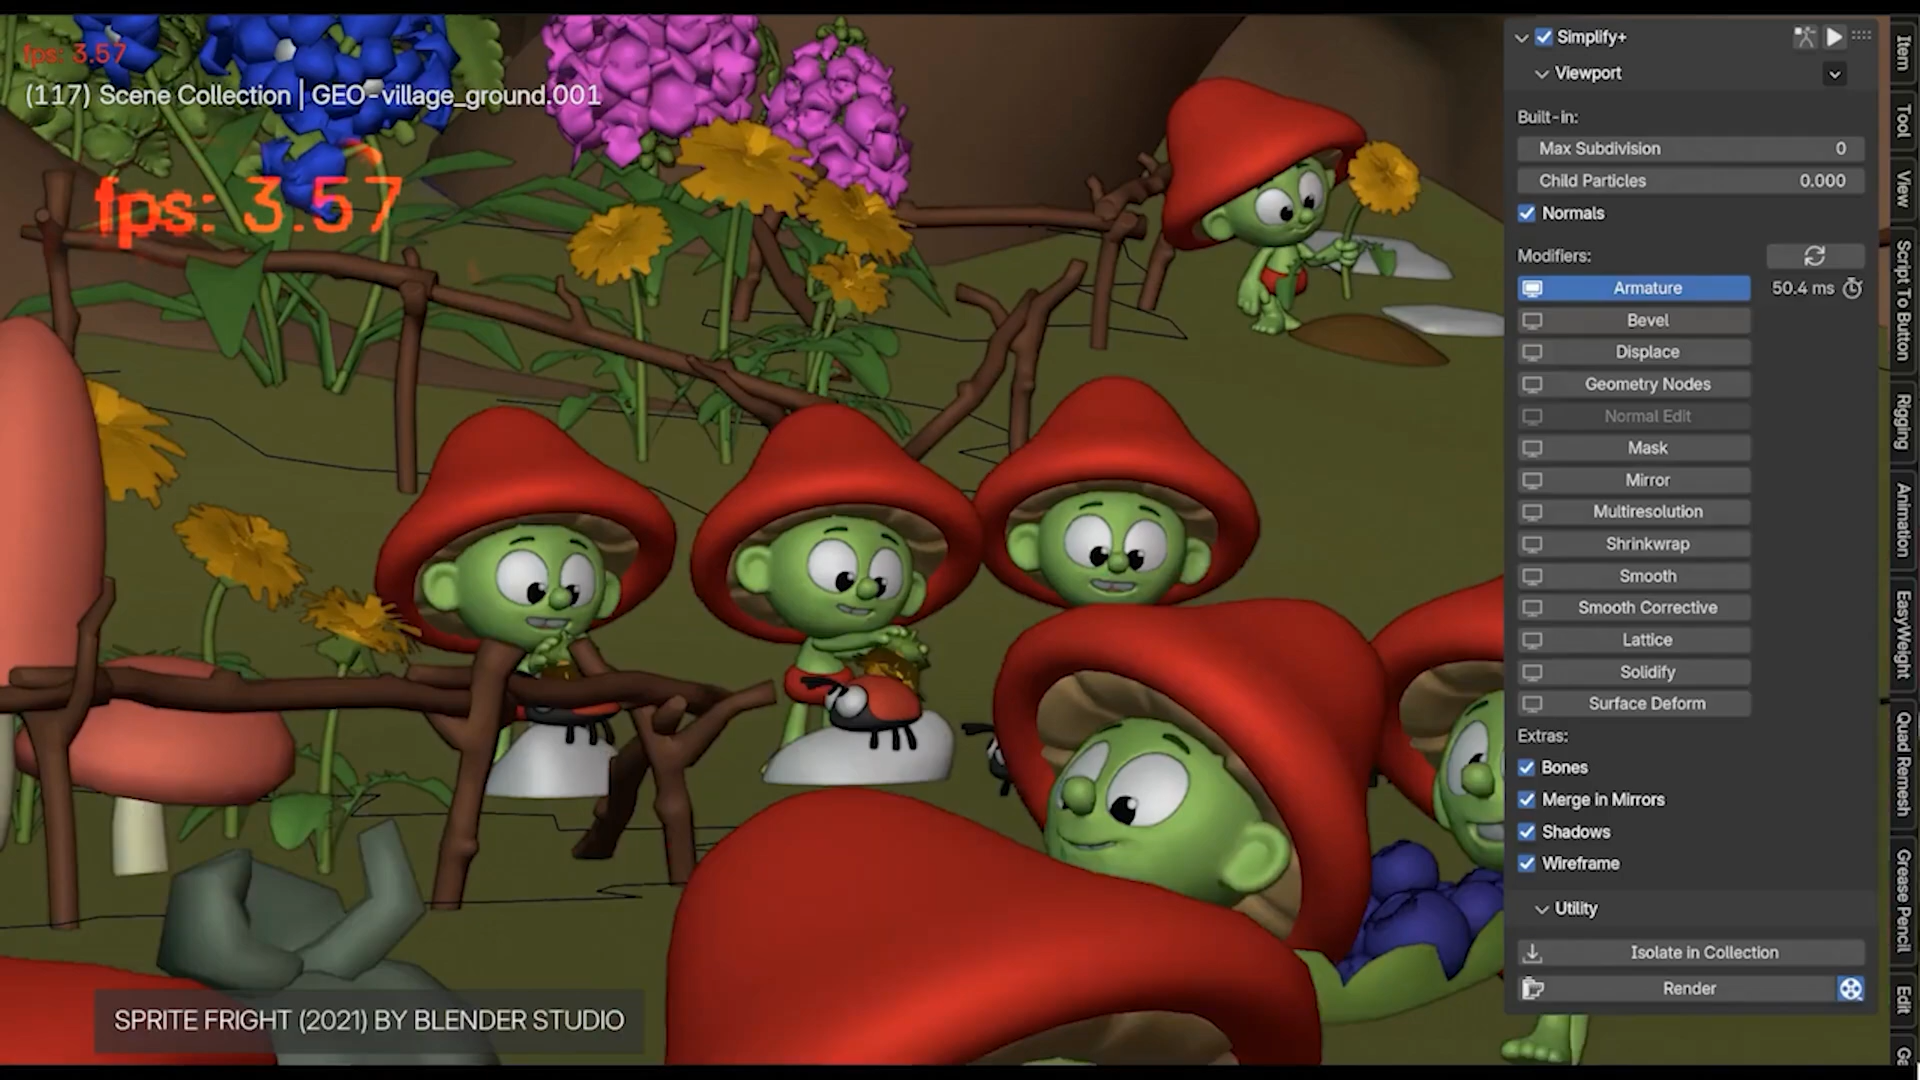 fps: 3.57
(117) Scene Collection | GEO-village_ground.001
fps: 3.57
SPRITE FRIGHT (2021) BY BLENDER STUDIO
Simplify+
Viewport
Built-in:
Max Subdivision 0
Child Particles 0.000
Normals
Modifiers:
Armature 50.4 ms
Bevel
Displace
Geometry Nodes
Normal Edit
Mask
Mirror
Multiresolution
Shrinkwrap
Smooth
Smooth Corrective
Lattice
Solidify
Surface Deform
Extras:
Bones
Merge in Mirrors
Shadows
Wireframe
Utility
Isolate in Collection
Render
Item
Tool
View
Script To Button
Rigging
Animation
EasyWeight
Quad Remesh
Grease Pencil
Edit